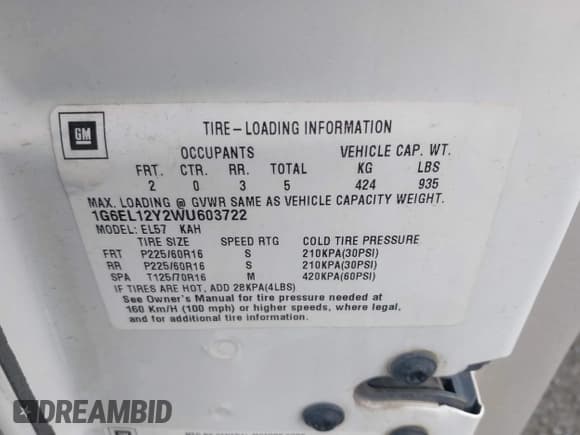 GM
TIRE-LOADING INFORMATION
OCCUPANTS VEHICLE CAP. WT.
FRT. CTR. RR. TOTAL KG LBS
2 0 3 5 424 935
MAX. LOADING @ GVWR SAME AS VEHICLE CAPACITY WEIGHT.
1G6EL12Y2WU603722
MODEL: EL57 KAH
TIRE SIZE SPEED RTG COLD TIRE PRESSURE
FRT P225/60R16 S 210KPA(30PSI)
RR P225/60R16 S 210KPA(30PSI)
SPA T125/70R16 M 420KPA(60PSI)
IF TIRES ARE HOT, ADD 28KPA(4LBS)
See Owner's Manual for tire pressure needed at
160 Km/H (100 mph) or higher speeds, where legal,
and for additional tire information.
DREAMBID